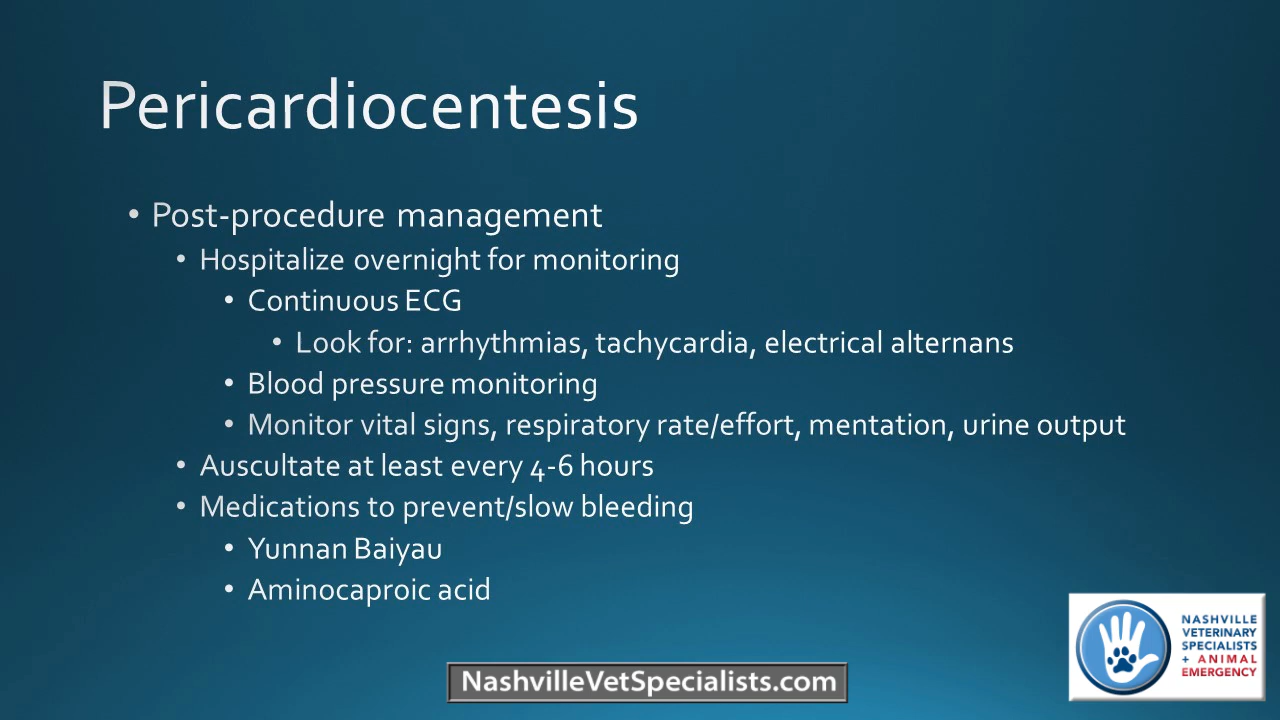 Pericardiocentesis
• Post-procedure management
• Hospitalize overnight for monitoring
• Continuous ECG
• Look for: arrhythmias, tachycardia, electrical alternans
• Blood pressure monitoring
• Monitor vital signs, respiratory rate/effort, mentation, urine output
• Auscultate at least every 4-6 hours
• Medications to prevent/slow bleeding
• Yunnan Baiyau
• Aminocaproic acid
NASHVILLE
VETERINARY
SPECIALISTS
+ ANIMAL
EMERGENCY
NashvilleVetSpecialists.com